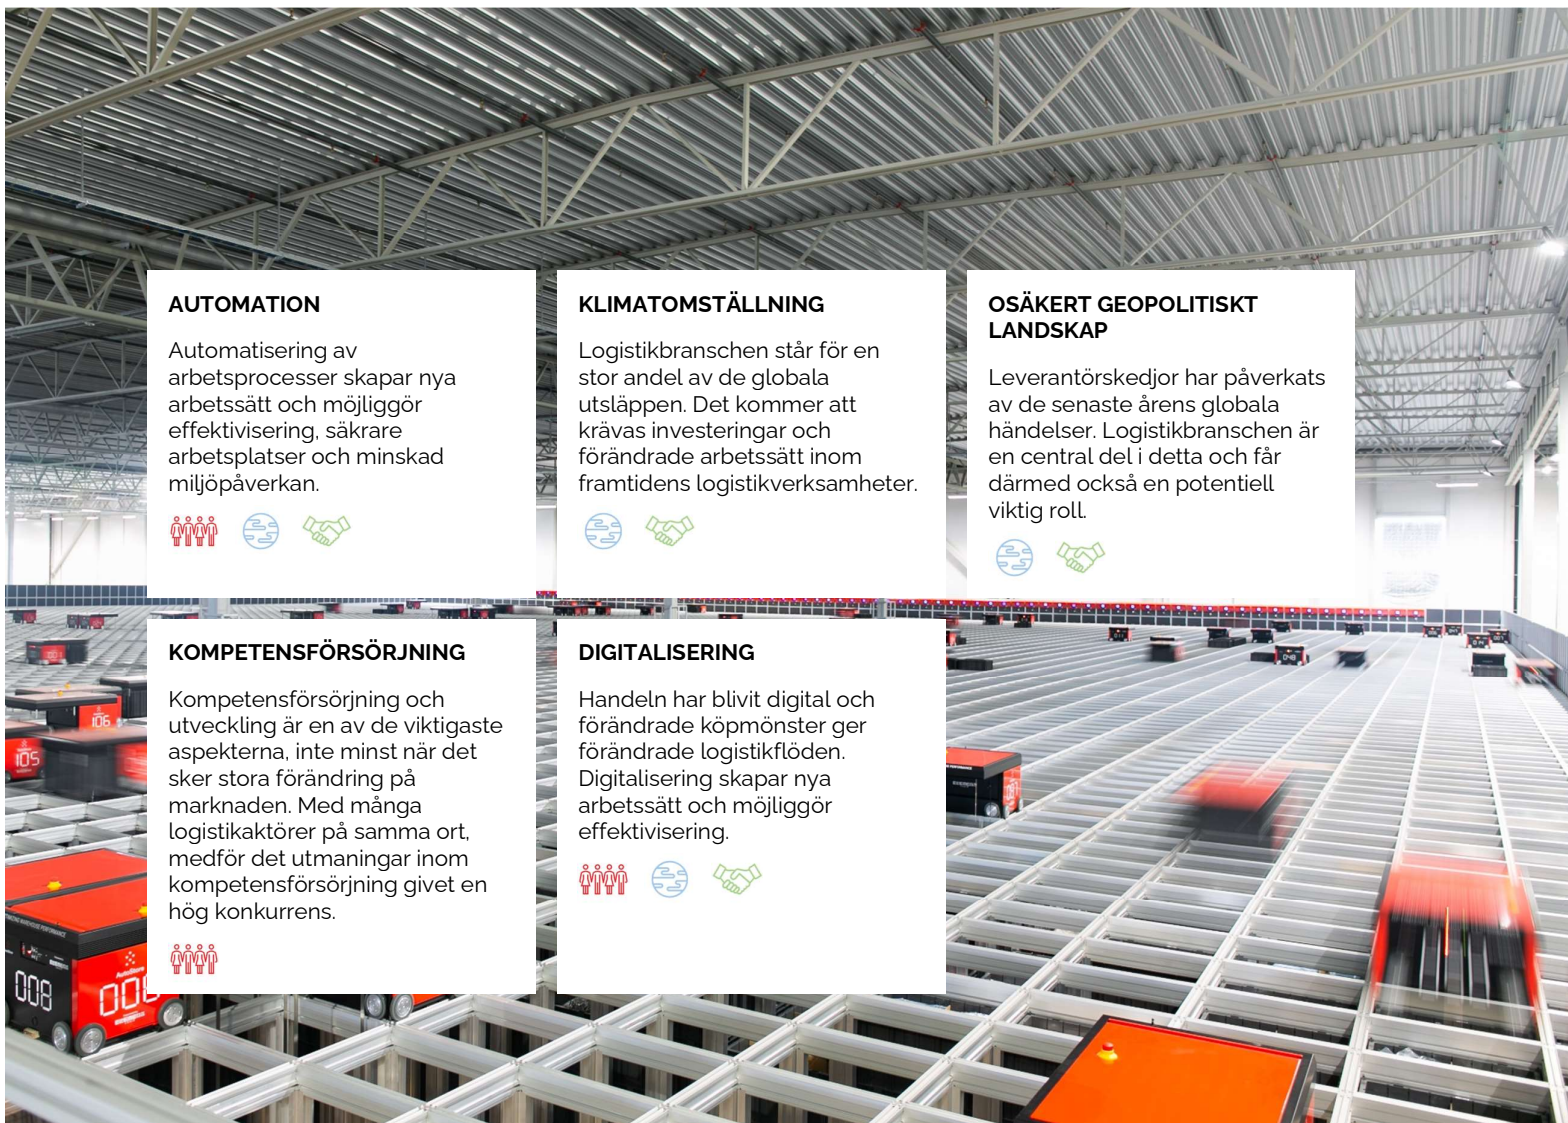 AUTOMATION
Automatisering av
arbetsprocesser skapar nya
arbetssätt och möjliggör
effektivisering, säkrare
arbetsplatser och minskad
miljöpåverkan.
KLIMATOMSTÄLLNING
Logistikbranschen står för en
stor andel av de globala
utsläppen. Det kommer att
krävas investeringar och
förändrade arbetssätt inom
framtidens logistikverksamheter.
OSÄKERT GEOPOLITISKT
LANDSKAP
Leverantörskedjor har påverkats
av de senaste årens globala
händelser. Logistikbranschen är
en central del i detta och får
därmed också en potentiell
viktig roll.
KOMPETENSFÖRSÖRJNING
Kompetensförsörjning och
utveckling är en av de viktigaste
aspekterna, inte minst när det
sker stora förändring på
marknaden. Med många
logistikaktörer på samma ort,
medför det utmaningar inom
kompetensförsörjning givet en
hög konkurrens.
DIGITALISERING
Handeln har blivit digital och
förändrade köpmönster ger
förändrade logistikflöden.
Digitalisering skapar nya
arbetssätt och möjliggör
effektivisering.
106
105
008